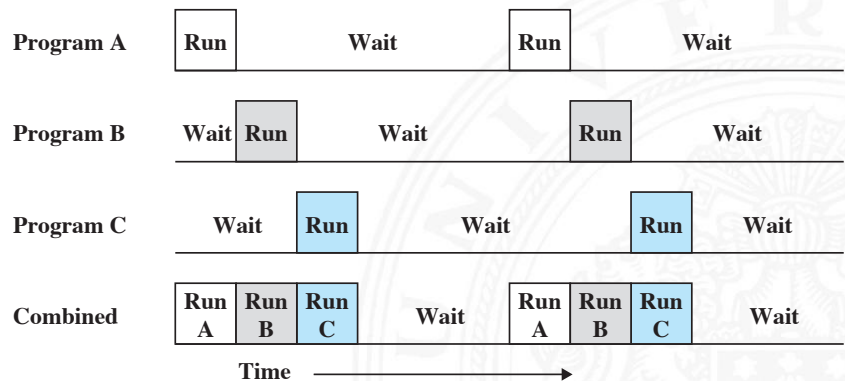 Program A Run Wait Run Wait
Program B Wait Run Wait Run Wait
Program C Wait Run Wait Run Wait
Combined Run A Run B Run C Wait Run A Run B Run C Wait
Time
UNIVER